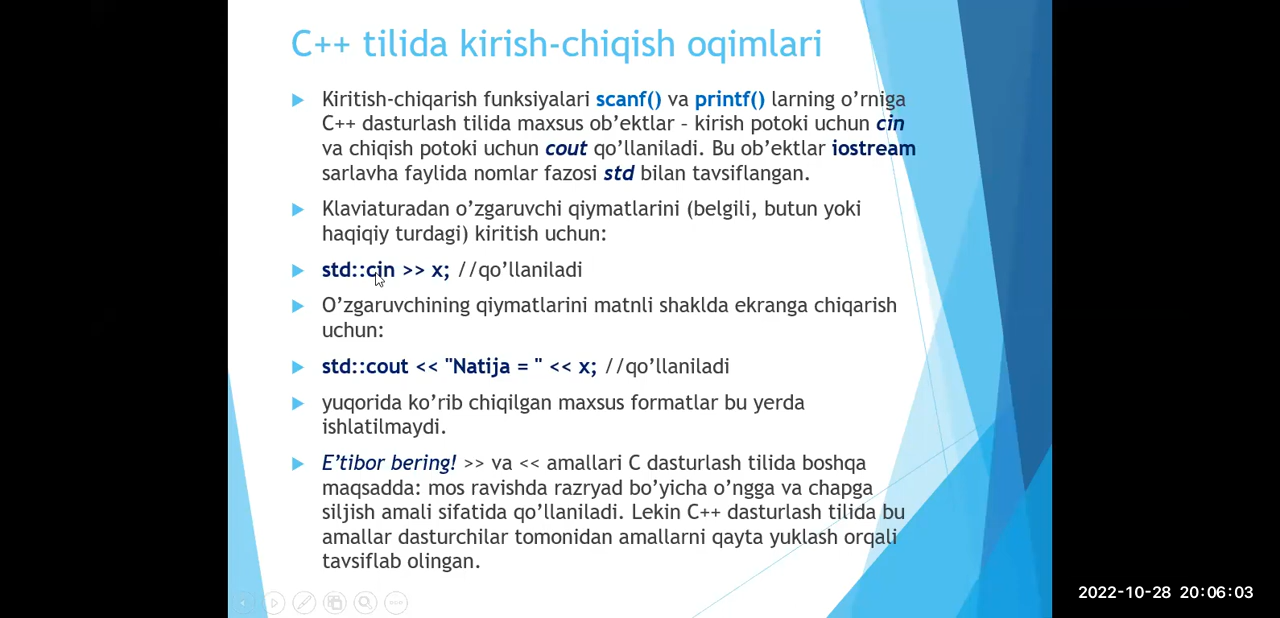 C++ tilida kirish-chiqish oqimlari
Kiritish-chiqarish funksiyalari scanf() va printf() larning o’rniga
C++ dasturlash tilida maxsus ob’ektlar – kirish potoki uchun cin
va chiqish potoki uchun cout qo’llaniladi. Bu ob’ektlar iostream
sarlavha faylida nomlar fazosi std bilan tavsiflangan.
Klaviaturadan o’zgaruvchi qiymatlarini (belgili, butun yoki
haqiqiy turdagi) kiritish uchun:
std::cin >> x; //qo’llaniladi
O’zgaruvchining qiymatlarini matnli shaklda ekranga chiqarish
uchun:
std::cout << "Natija = " << x; //qo’llaniladi
yuqorida ko’rib chiqilgan maxsus formatlar bu yerda
ishlatilmaydi.
E’tibor bering! >> va << amallari C dasturlash tilida boshqa
maqsadda: mos ravishda razryad bo’yicha o’ngga va chapga
siljish amali sifatida qo’llaniladi. Lekin C++ dasturlash tilida bu
amallar dasturchilar tomonidan amallarni qayta yuklash orqali
tavsiflab olingan.
2022-10-28 20:06:03